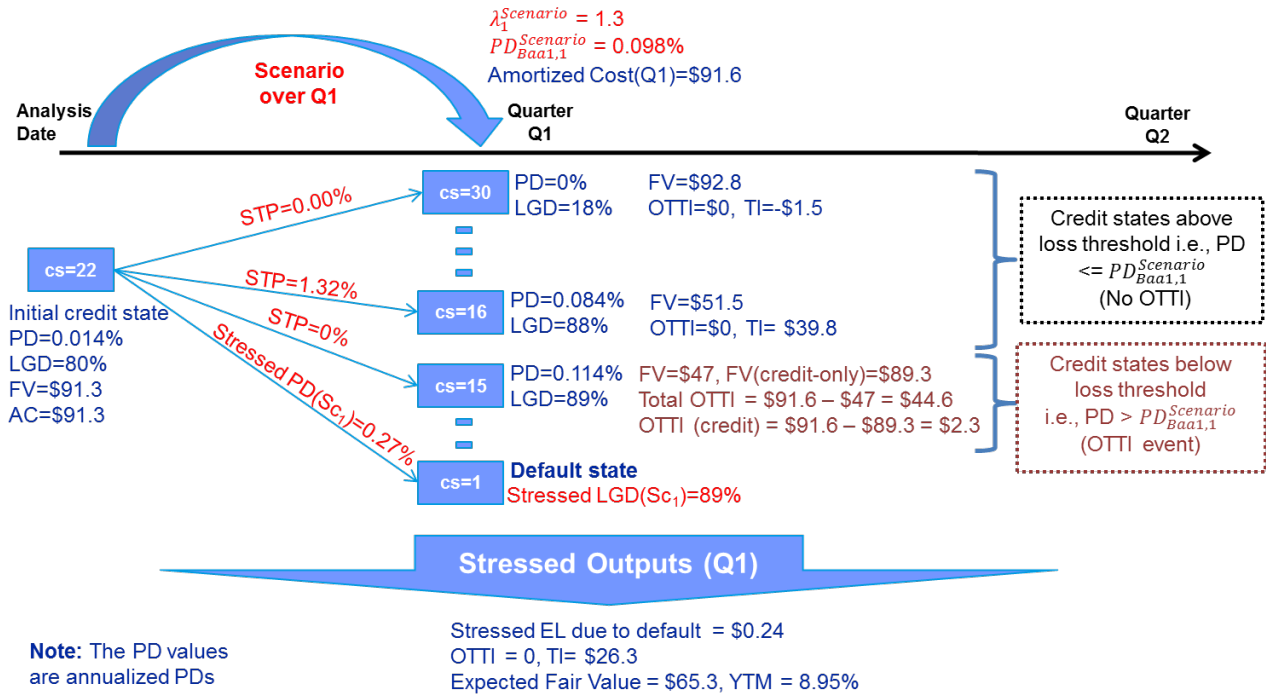 λ₁^Scenario = 1.3
PD_Baa1,1^Scenario = 0.098%
Amortized Cost(Q1)=$91.6
Scenario
over Q1
Analysis
Date
Quarter
Q1
Quarter
Q2
cs=30
PD=0%
LGD=18%
FV=$92.8
OTTI=$0, TI=-$1.5
STP=0.00%
cs=22
STP=1.32%
cs=16
PD=0.084%
LGD=88%
FV=$51.5
OTTI=$0, TI= $39.8
Credit states above
loss threshold i.e., PD
<= PD_Baa1,1^Scenario
(No OTTI)
Initial credit state
PD=0.014%
LGD=80%
FV=$91.3
AC=$91.3
STP=0%
cs=15
PD=0.114%
LGD=89%
FV=$47, FV(credit-only)=$89.3
Total OTTI = $91.6 – $47 = $44.6
OTTI (credit) = $91.6 – $89.3 = $2.3
Credit states below
loss threshold
i.e., PD > PD_Baa1,1^Scenario
(OTTI event)
Stressed PD(Sc₁)=0.27%
cs=1
Default state
Stressed LGD(Sc₁)=89%
Stressed Outputs (Q1)
Stressed EL due to default = $0.24
OTTI = 0, TI= $26.3
Expected Fair Value = $65.3, YTM = 8.95%
Note: The PD values
are annualized PDs